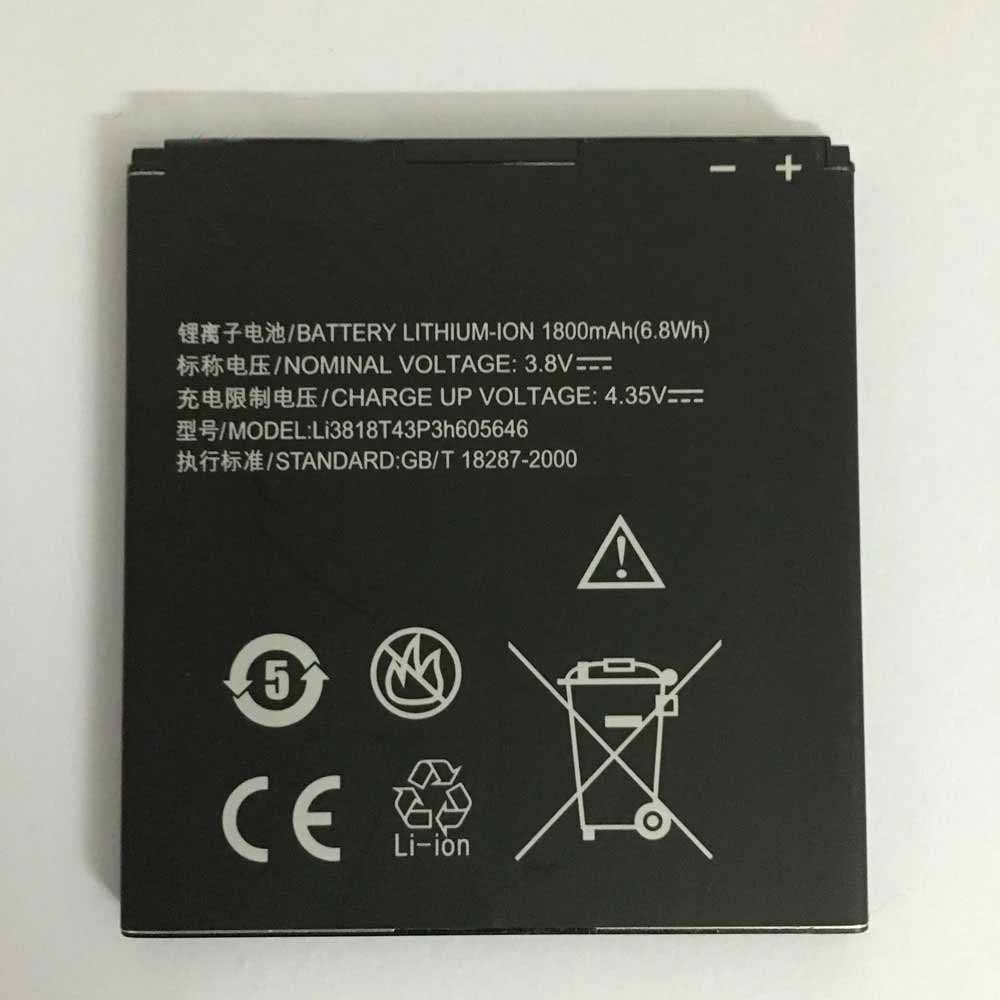 - +
锂离子电池/BATTERY LITHIUM-ION 1800mAh(6.8Wh)
标称电压/NOMINAL VOLTAGE: 3.8V⎓
充电限制电压/CHARGE UP VOLTAGE: 4.35V⎓
型号/MODEL:Li3818T43P3h605646
执行标准/STANDARD:GB/T 18287-2000
!
5
CE
Li-ion